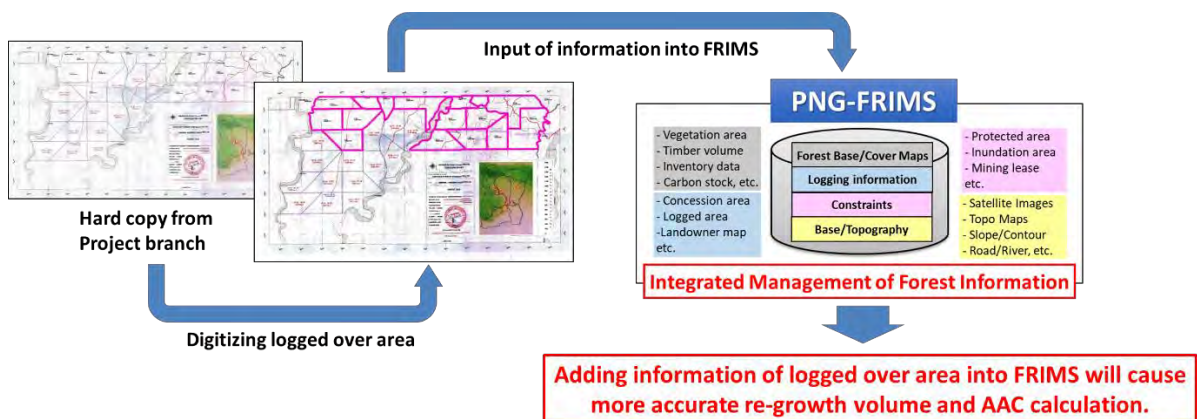 Input of information into FRIMS
Hard copy from
Project branch
Digitizing logged over area
PNG-FRIMS
- Vegetation area
- Timber volume
- Inventory data
- Carbon stock, etc.
- Concession area
- Logged area
- Landowner map
etc.
Forest Base/Cover Maps
Logging information
Constraints
Base/Topography
- Protected area
- Inundation area
- Mining lease
etc.
- Satellite Images
- Topo Maps
- Slope/Contour
- Road/River, etc.
Integrated Management of Forest Information
Adding information of logged over area into FRIMS will cause
more accurate re-growth volume and AAC calculation.